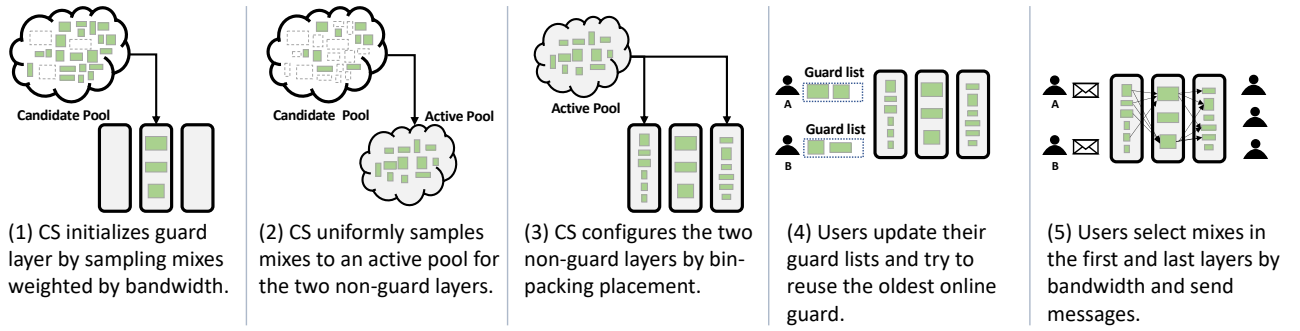 Candidate Pool
(1) CS initializes guard
layer by sampling mixes
weighted by bandwidth.
Candidate Pool
Active Pool
(2) CS uniformly samples
mixes to an active pool for
the two non-guard layers.
Active Pool
(3) CS configures the two
non-guard layers by bin-
packing placement.
Guard list
A
Guard list
B
(4) Users update their
guard lists and try to
reuse the oldest online
guard.
A
B
(5) Users select mixes in
the first and last layers by
bandwidth and send
messages.